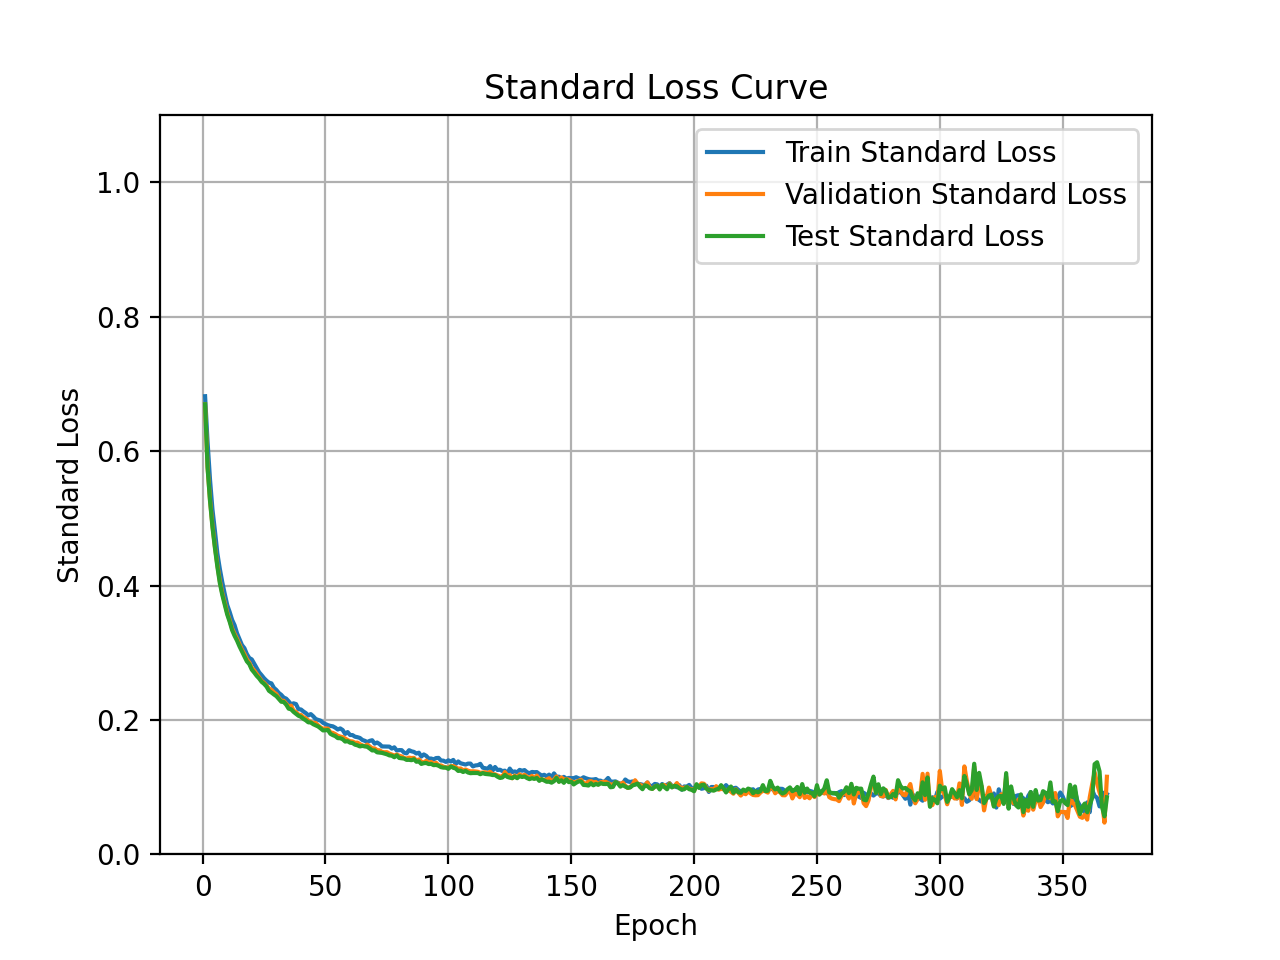 Standard Loss Curve
Train Standard Loss
Validation Standard Loss
Test Standard Loss
Standard Loss
1.0
0.8
0.6
0.4
0.2
0.0
0 50 100 150 200 250 300 350
Epoch